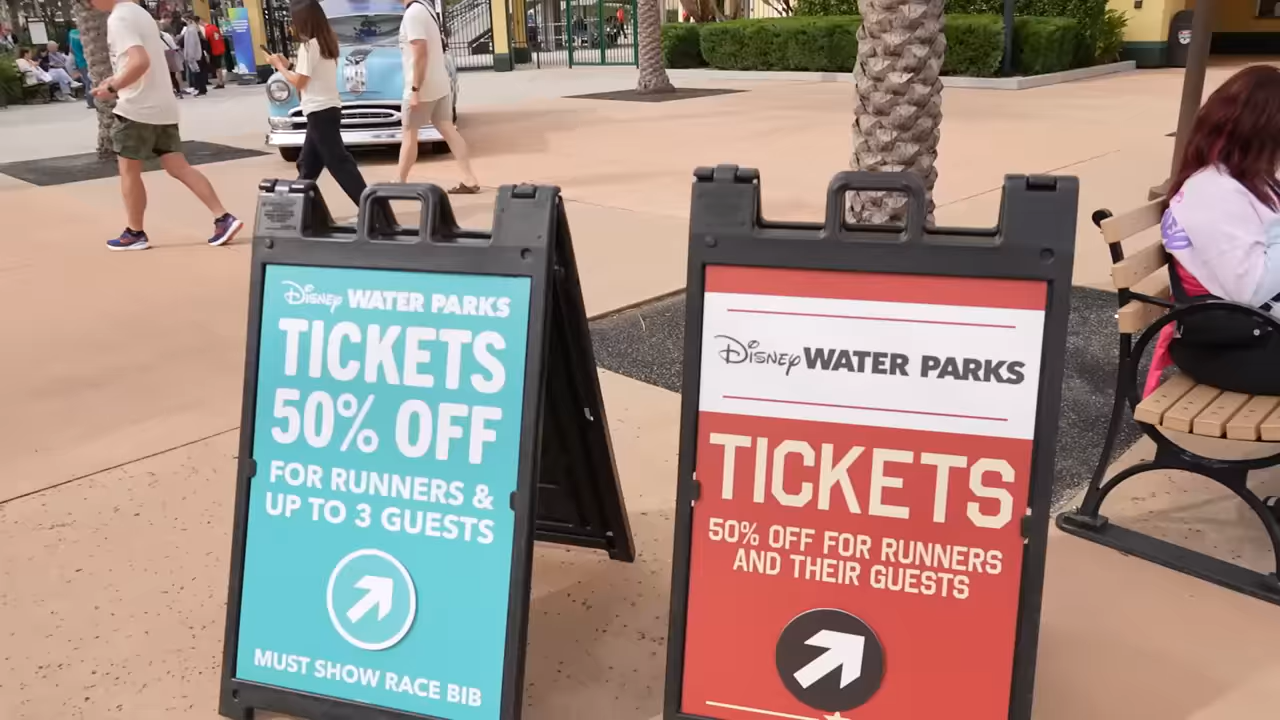 Disney WATER PARKS
TICKETS
50% OFF
FOR RUNNERS &
UP TO 3 GUESTS
MUST SHOW RACE BIB
Disney WATER PARKS
TICKETS
50% OFF FOR RUNNERS
AND THEIR GUESTS